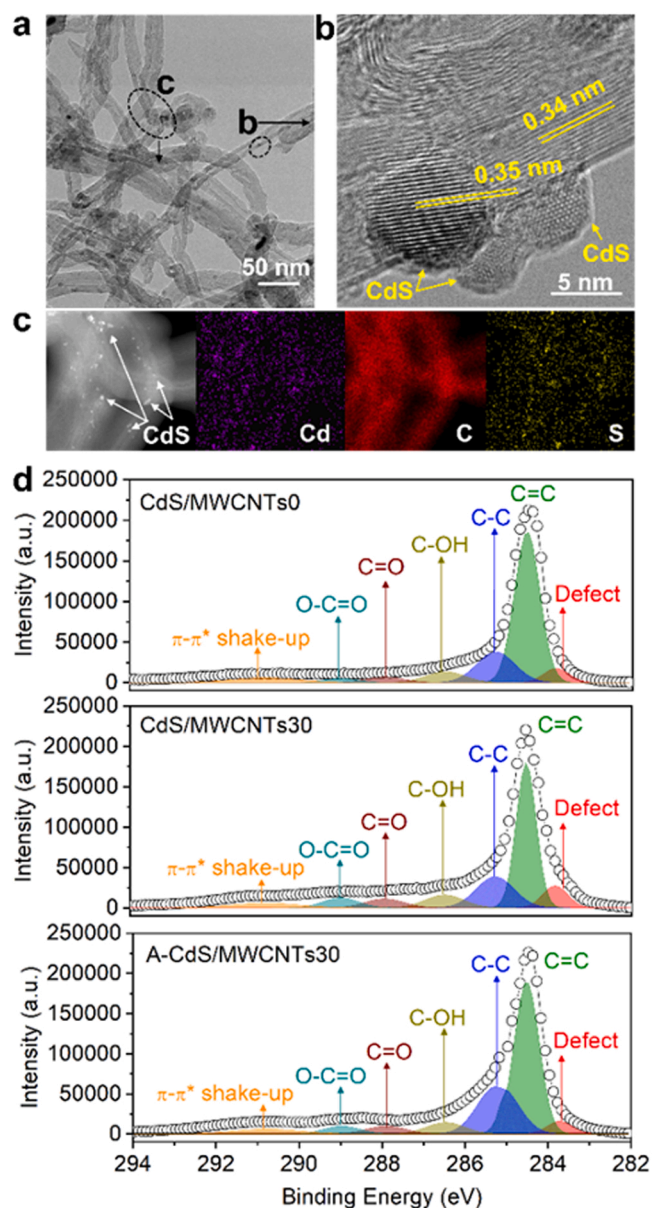 a
c
b
50 nm
b
0.34 nm
0.35 nm
CdS
CdS
5 nm
c
CdS
Cd
C
S
d
CdS/MWCNTs0
C=C
C-C
C-OH
C=O
O-C=O
Defect
π-π* shake-up
Intensity (a.u.)
250000
200000
150000
100000
50000
0
CdS/MWCNTs30
C=C
C-C
C-OH
C=O
O-C=O
Defect
π-π* shake-up
Intensity (a.u.)
250000
200000
150000
100000
50000
0
A-CdS/MWCNTs30
C-C
C=C
C-OH
C=O
O-C=O
Defect
π-π* shake-up
Intensity (a.u.)
250000
200000
150000
100000
50000
0
294 292 290 288 286 284 282
Binding Energy (eV)